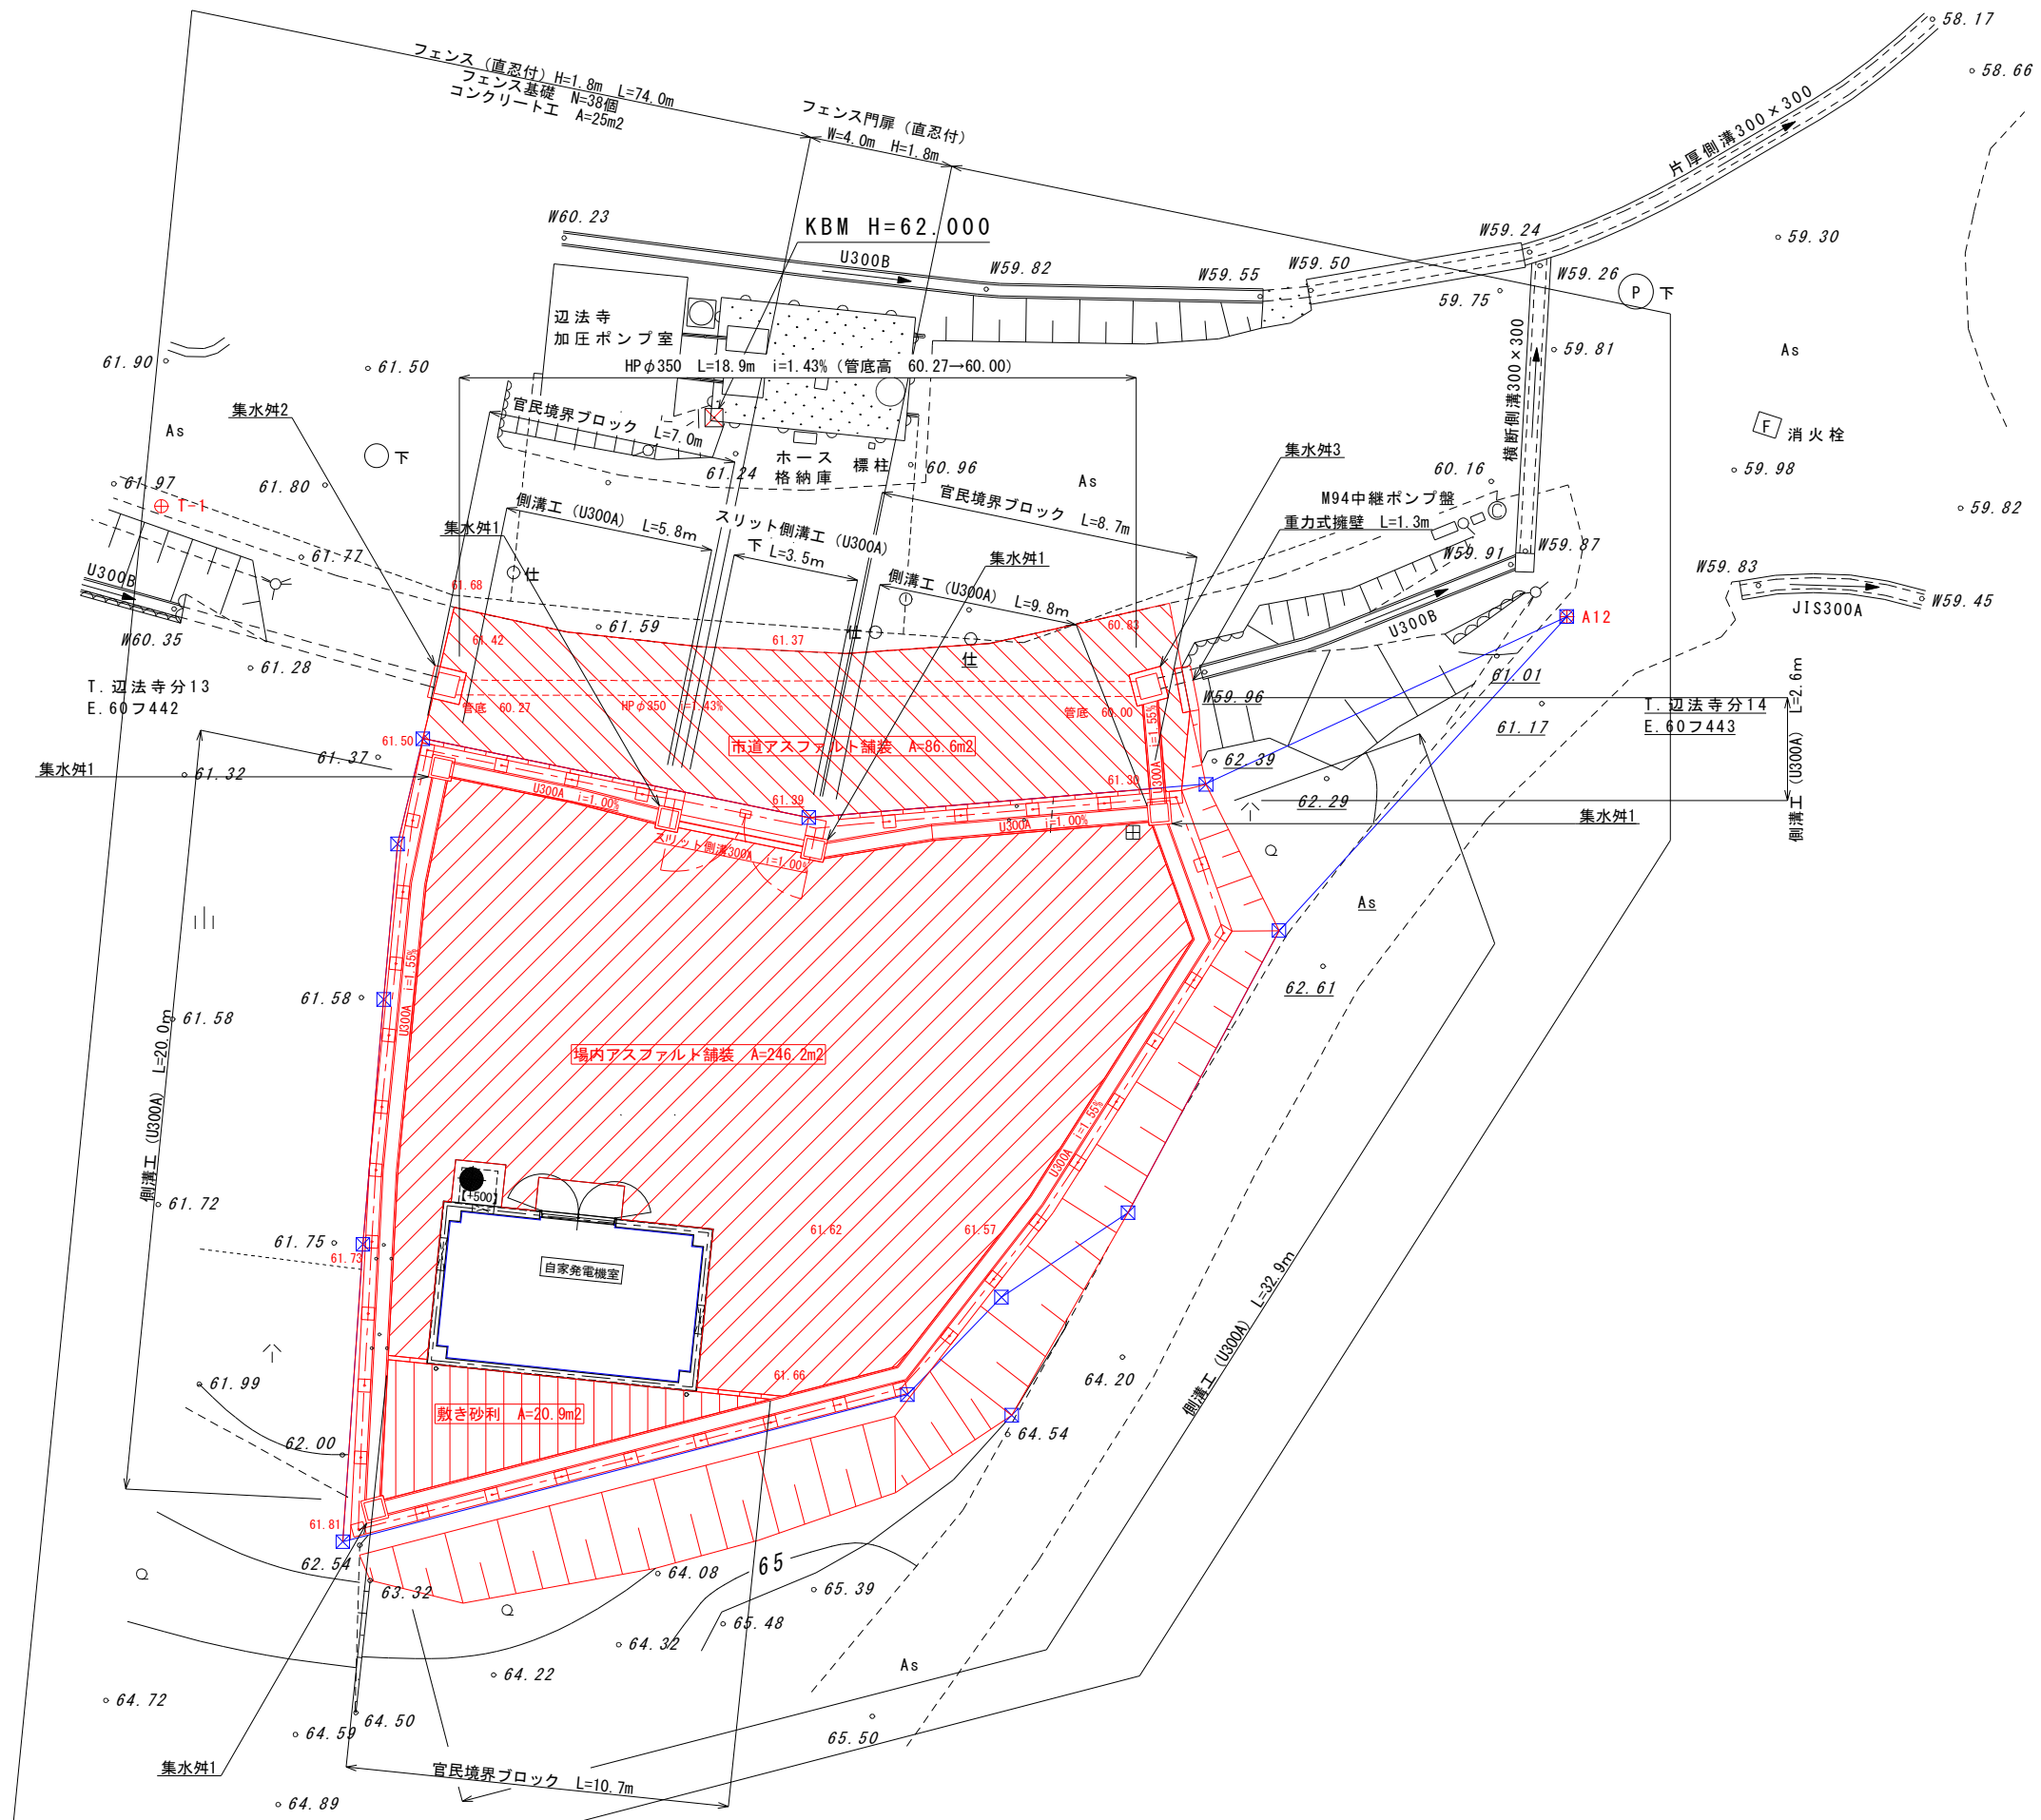 フェンス（直忍付）H=1.8m　L=74.0m
フェンス基礎　N=38個
コンクリート工　A=25m2
フェンス門扉（直忍付）
W=4.0m　H=1.8m
58.17
58.66
片厚側溝300×300
W60.23
KBM H=62.000
U300B
W59.82
W59.55
W59.50
W59.24
W59.26
59.30
59.75
P 下
辺法寺
加圧ポンプ室
61.90
61.50
HPφ350　L=18.9m　i=1.43%（管底高　60.27→60.00）
59.81
As
横断側溝300×300
集水舛2
官民境界ブロック　L=7.0m
As
下
F 消火栓
集水舛3
61.24
ホース
格納庫
標柱
60.96
60.16
59.98
61.97
61.80
T-1
As
M94中継ポンプ盤
C
59.82
側溝工（U300A）　L=5.8m
スリット側溝工（U300A）
下 L=3.5m
官民境界ブロック　L=8.7m
重力式擁壁　L=1.3m
集水舛1
集水舛1
61.77
W59.91
W59.87
W59.83
U300B
61.68
仕
側溝工（U300A）　L=9.8m
W59.45
JIS300A
W60.35
61.42
61.59
61.37
仕
60.83
U300B
A12
61.28
仕
61.01
T.辺法寺分13
E.60フ442
管底　60.27
HPφ350　i=1.43%
管底　60.00
W59.96
61.17
T.辺法寺分14
E.60フ443
側溝工（U300A）　L=2.6m
61.50
61.37
市道アスファルト舗装　A=86.6m2
U300A　i=1.55%
62.39
集水舛1
61.32
U300A　i=1.00%
61.39
61.30
62.29
集水舛1
スリット側溝300A　i=1.00%
U300A　i=1.00%
As
U300A　i=1.55%
61.58
61.58
62.61
場内アスファルト舗装　A=246.2m2
側溝工（U300A）　L=20.0m
U300A　i=1.55%
61.72
[+500]
61.75
61.73
61.62
61.57
自家発電機室
側溝工（U300A）　L=32.9m
61.99
61.66
64.20
敷き砂利　A=20.9m2
62.00
64.54
61.81
62.54
63.32
64.08
65
65.39
65.48
64.32
64.22
As
64.72
64.50
64.59
65.50
集水舛1
官民境界ブロック　L=10.7m
64.89